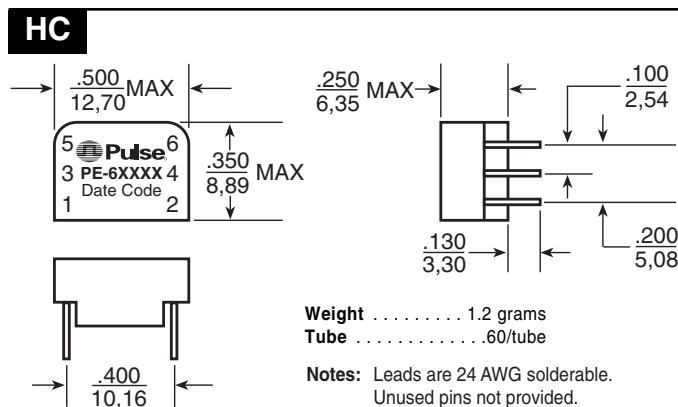 HC
.500
12,70
MAX
5 Pulse 6
3 PE-6XXXX 4
Date Code
1 2
.350
8,89
MAX
.250
6,35
MAX
.100
2,54
.130
3,30
.200
5,08
.400
10,16
Weight . . . . . . . . . 1.2 grams
Tube . . . . . . . . . . . . .60/tube
Notes: Leads are 24 AWG solderable.
Unused pins not provided.